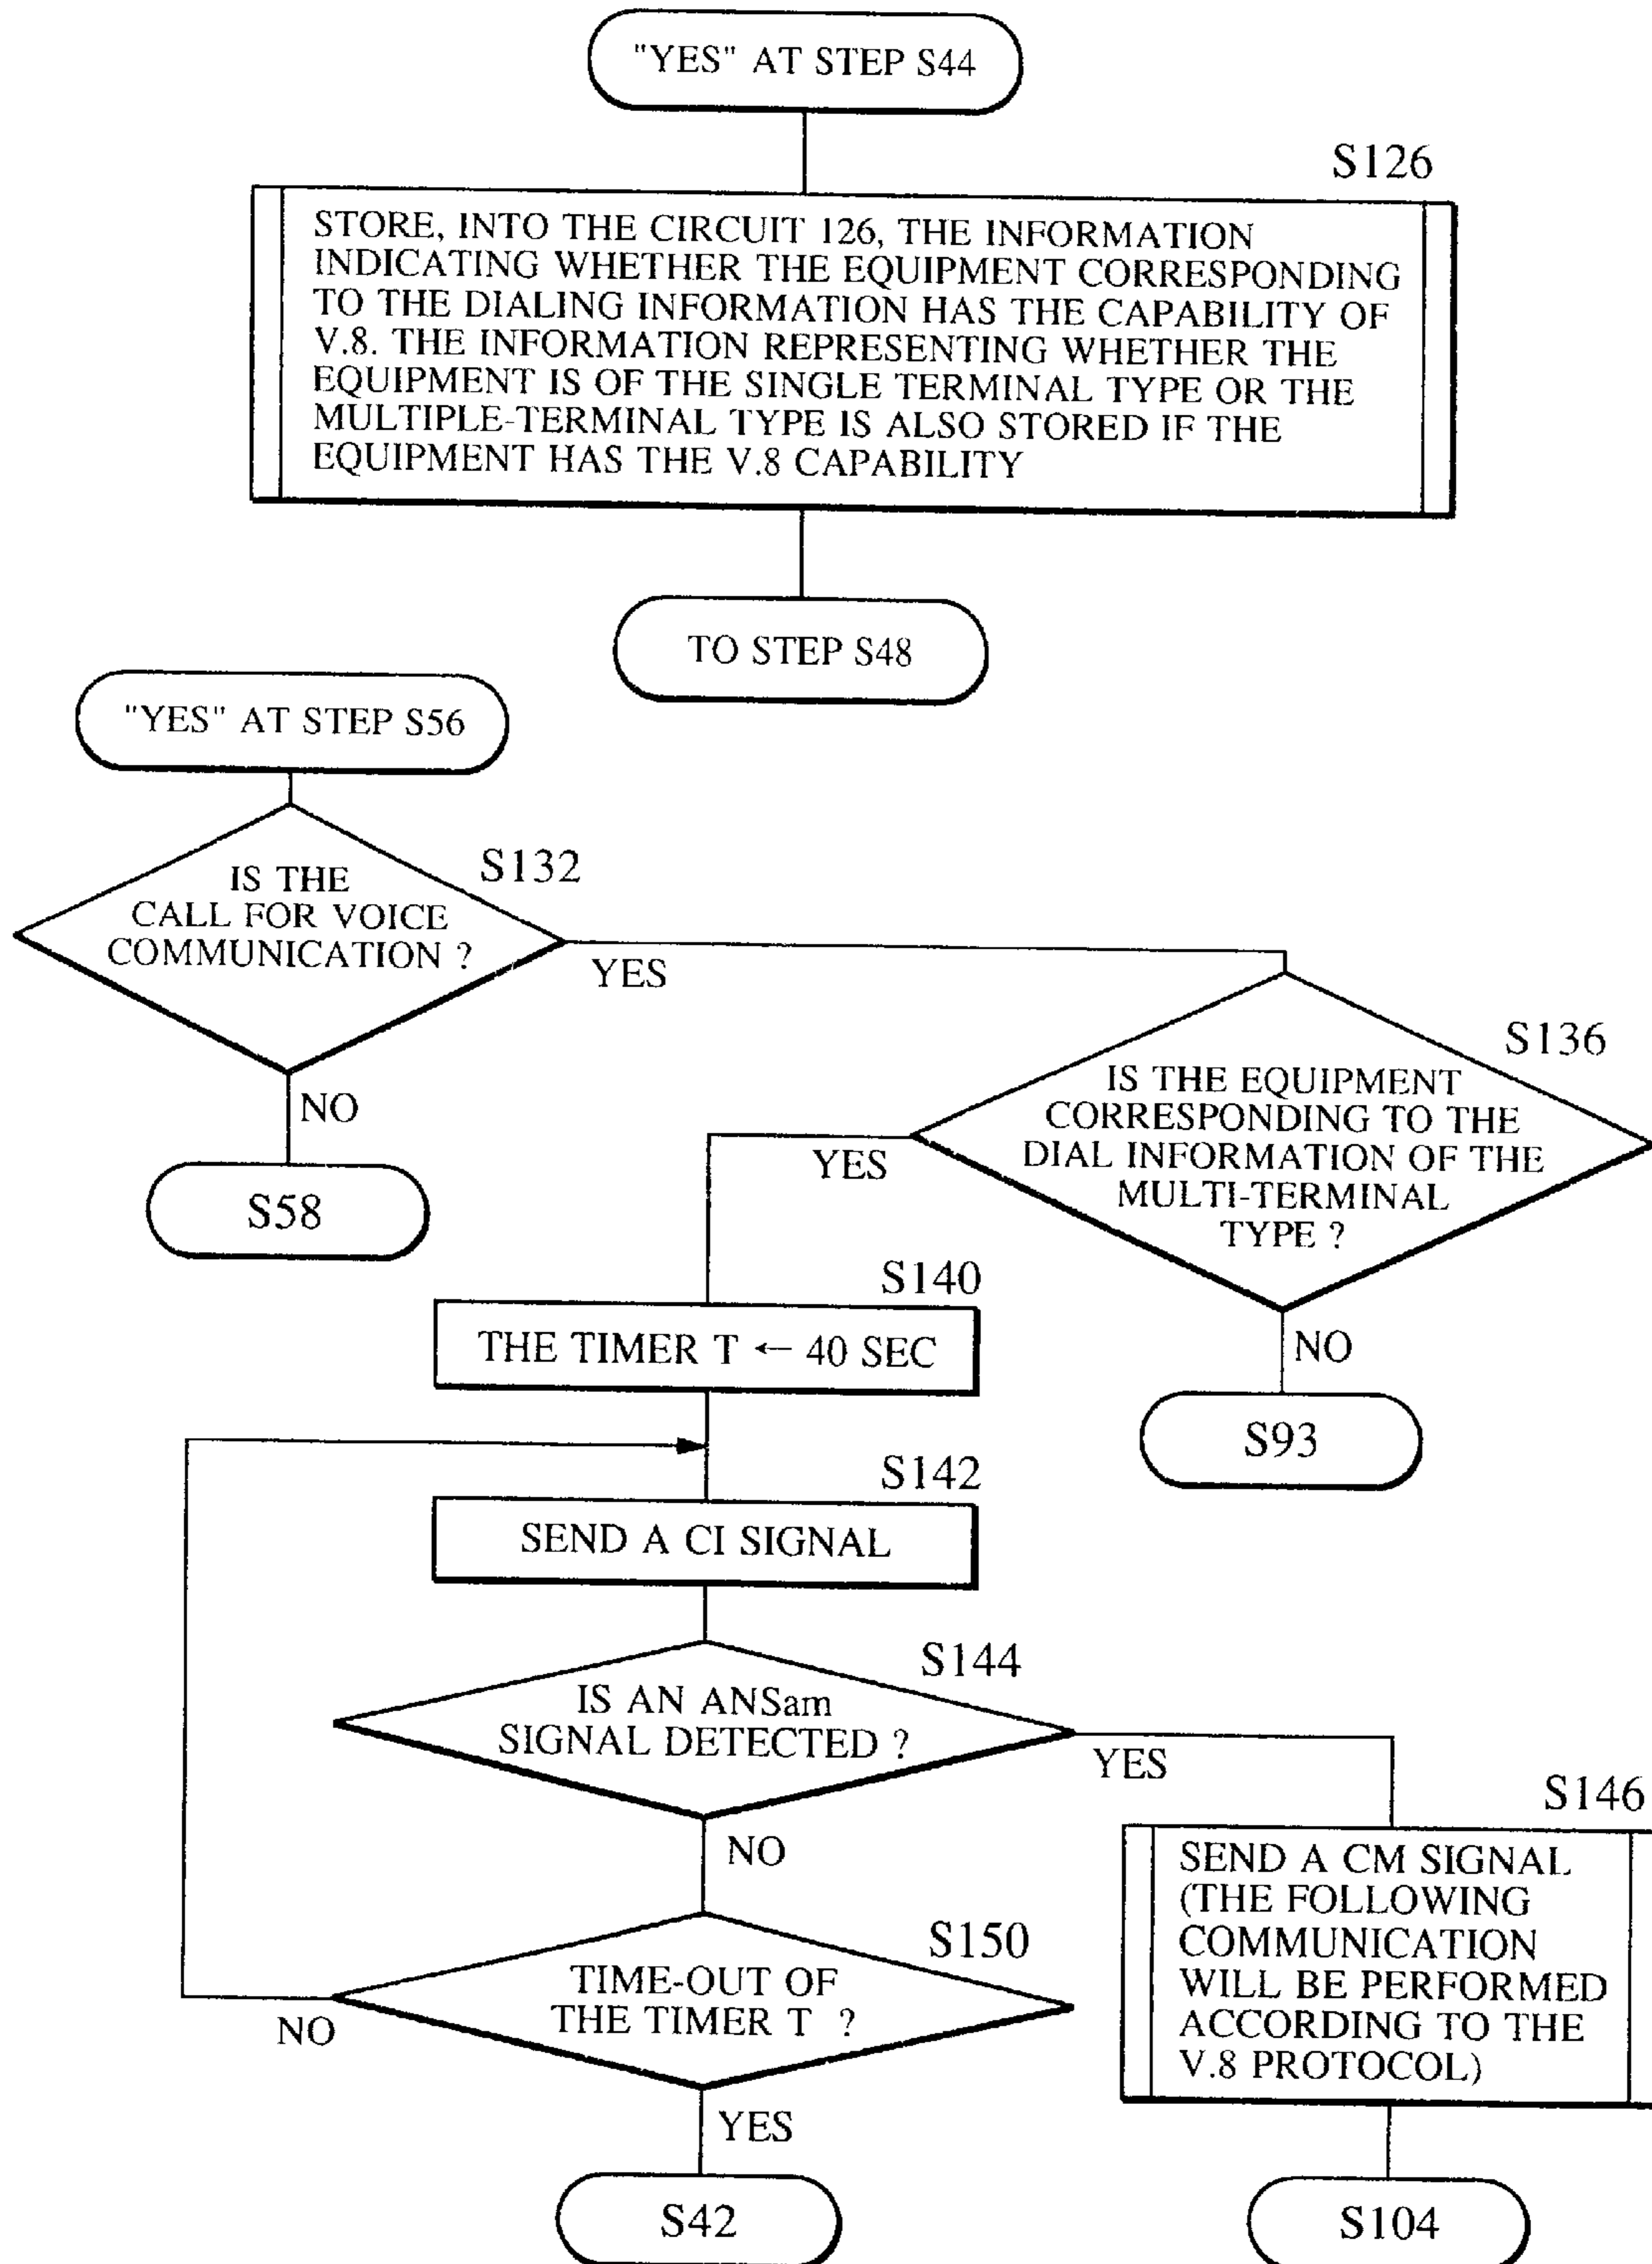 "YES" AT STEP S44
S126
STORE, INTO THE CIRCUIT 126, THE INFORMATION
INDICATING WHETHER THE EQUIPMENT CORRESPONDING
TO THE DIALING INFORMATION HAS THE CAPABILITY OF
V.8. THE INFORMATION REPRESENTING WHETHER THE
EQUIPMENT IS OF THE SINGLE TERMINAL TYPE OR THE
MULTIPLE-TERMINAL TYPE IS ALSO STORED IF THE
EQUIPMENT HAS THE V.8 CAPABILITY
TO STEP S48
"YES" AT STEP S56
S132
IS THE
CALL FOR VOICE
COMMUNICATION ?
YES
NO
S58
S136
IS THE EQUIPMENT
CORRESPONDING TO THE
DIAL INFORMATION OF THE
MULTI-TERMINAL
TYPE ?
YES
NO
S93
S140
THE TIMER T ← 40 SEC
S142
SEND A CI SIGNAL
S144
IS AN ANSam
SIGNAL DETECTED ?
YES
NO
S146
SEND A CM SIGNAL
(THE FOLLOWING
COMMUNICATION
WILL BE PERFORMED
ACCORDING TO THE
V.8 PROTOCOL)
S150
TIME-OUT OF
THE TIMER T ?
NO
YES
S42
S104